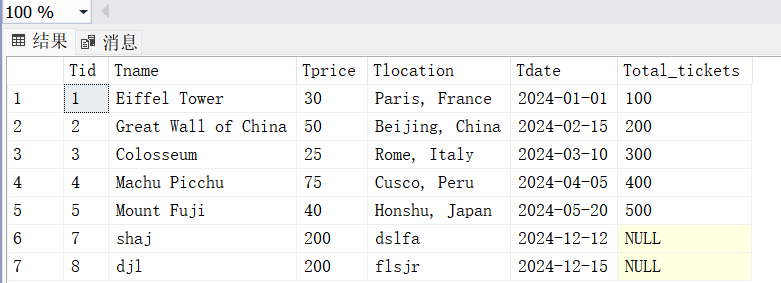 100 %
结果 消息
Tid Tname Tprice Tlocation Tdate Total_tickets
1 1 Eiffel Tower 30 Paris, France 2024-01-01 100
2 2 Great Wall of China 50 Beijing, China 2024-02-15 200
3 3 Colosseum 25 Rome, Italy 2024-03-10 300
4 4 Machu Picchu 75 Cusco, Peru 2024-04-05 400
5 5 Mount Fuji 40 Honshu, Japan 2024-05-20 500
6 7 shaj 200 dslfa 2024-12-12 NULL
7 8 djl 200 flsjr 2024-12-15 NULL